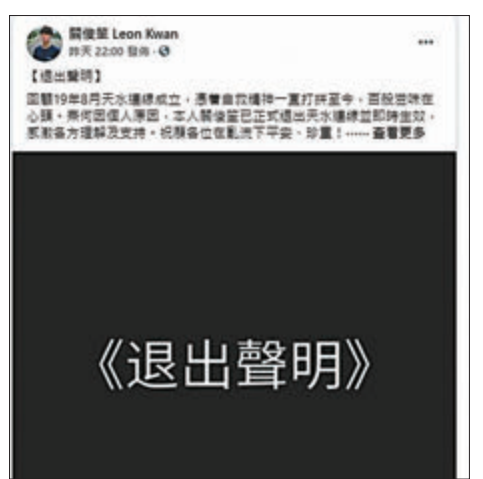 關俊笙 Leon Kwan
昨天 22:00 發佈 ·
【退出聲明】
回顧19年8月天水連線成立，憑着自救精神一直打拼至今，百般滋味在
心頭。奈何因個人原因，本人關俊笙已正式退出天水連線並即時生效，
感謝各方理解及支持。祝願各位在亂流下平安、珍重！…… 查看更多
《退出聲明》